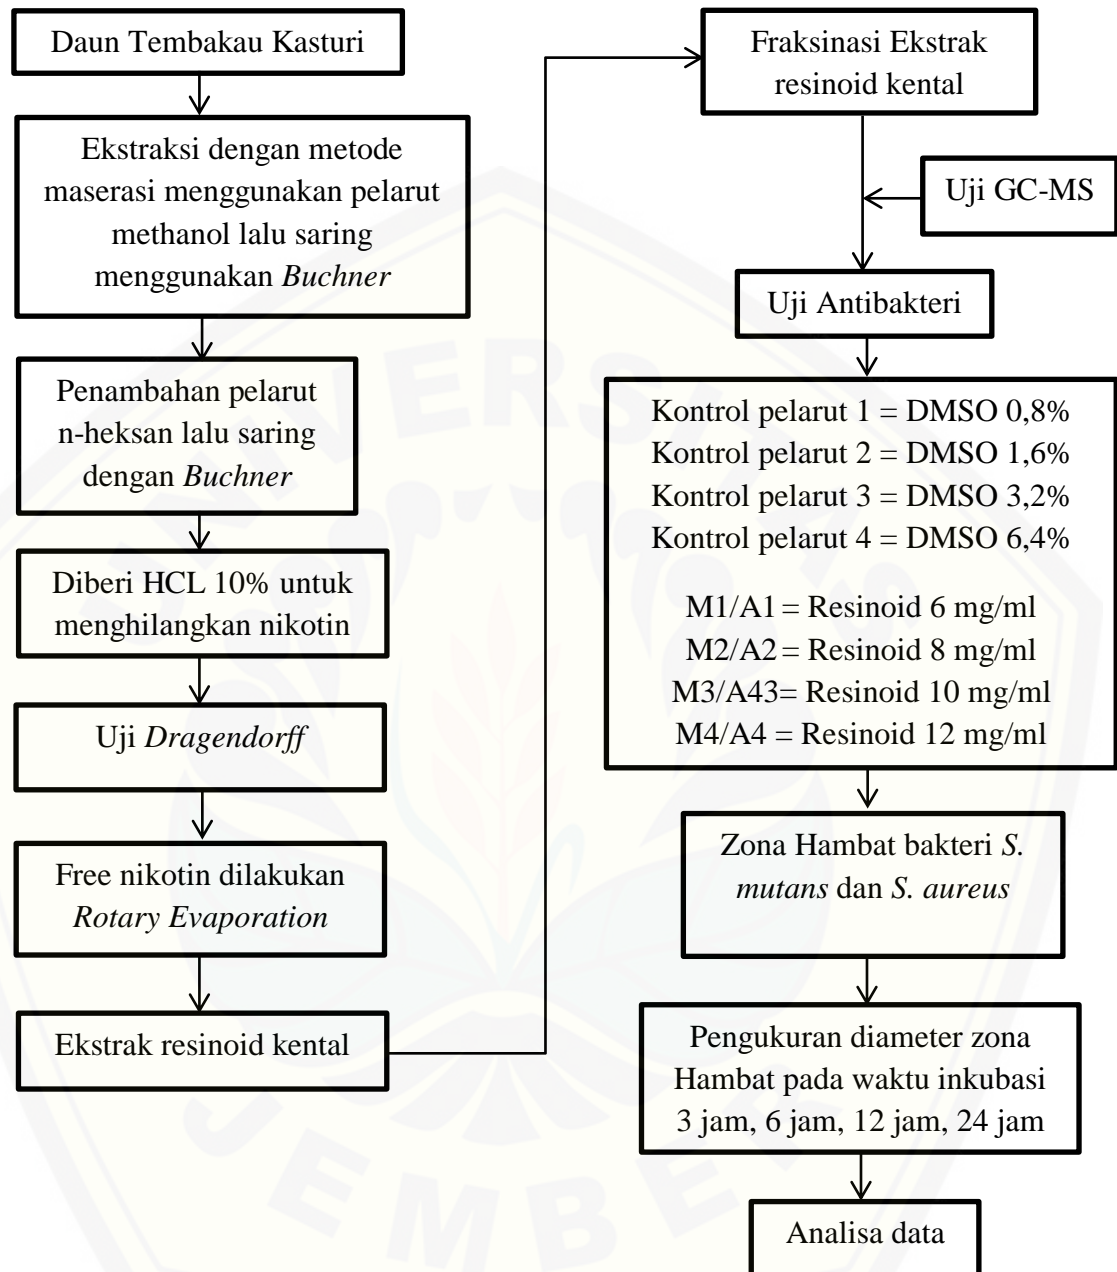 Daun Tembakau Kasturi
Ekstraksi dengan metode
maserasi menggunakan pelarut
methanol lalu saring
menggunakan Buchner
Penambahan pelarut
n-heksan lalu saring
dengan Buchner
Diberi HCL 10% untuk
menghilangkan nikotin
Uji Dragendorff
Free nikotin dilakukan
Rotary Evaporation
Ekstrak resinoid kental
Fraksinasi Ekstrak
resinoid kental
Uji GC-MS
Uji Antibakteri
Kontrol pelarut 1 = DMSO 0,8%
Kontrol pelarut 2 = DMSO 1,6%
Kontrol pelarut 3 = DMSO 3,2%
Kontrol pelarut 4 = DMSO 6,4%
M1/A1 = Resinoid 6 mg/ml
M2/A2 = Resinoid 8 mg/ml
M3/A43= Resinoid 10 mg/ml
M4/A4 = Resinoid 12 mg/ml
Zona Hambat bakteri S.
mutans dan S. aureus
Pengukuran diameter zona
Hambat pada waktu inkubasi
3 jam, 6 jam, 12 jam, 24 jam
Analisa data
UNIVERSITAS
JEMBER